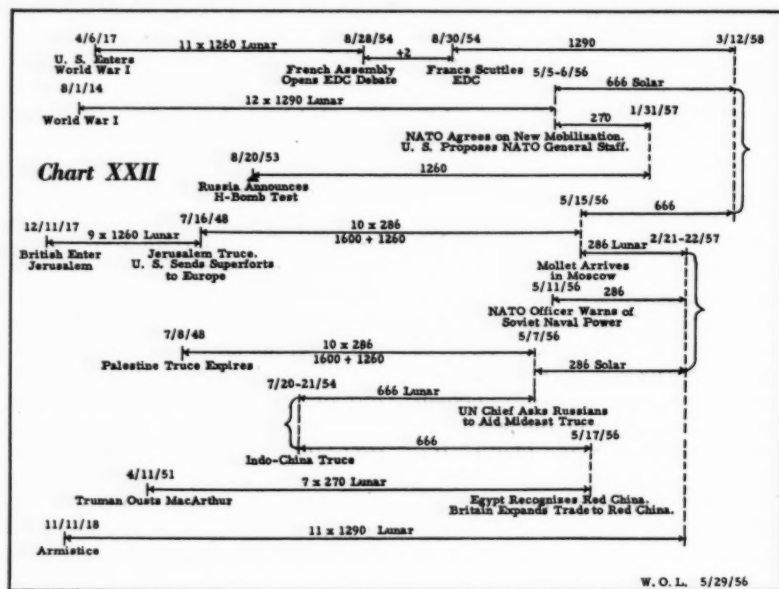 4/6/17 11 x 1260 Lunar 8/28/54 8/30/54 1290 3/12/58
+2
U. S. Enters
World War I
French Assembly
Opens EDC Debate
France Scuttles
EDC
5/5-6/56 666 Solar
8/1/14
12 x 1290 Lunar
World War I
270 1/31/57
NATO Agrees on New Mobilization.
U. S. Proposes NATO General Staff.
Chart XXII
8/20/53
1260
Russia Announces
H-Bomb Test
5/15/56 666
12/11/17 9 x 1260 Lunar 7/16/48 10 x 286
1600 + 1260
286 Lunar 2/21-22/57
British Enter
Jerusalem
Jerusalem Truce.
U. S. Sends Superforts
to Europe
Mollet Arrives
in Moscow
5/11/56 286
NATO Officer Warns of
Soviet Naval Power
7/8/48 10 x 286 5/7/56
1600 + 1260
Palestine Truce Expires
286 Solar
7/20-21/54 666 Lunar
UN Chief Asks Russians
to Aid Mideast Truce
666 5/17/56
Indo-China Truce
4/11/51 7 x 270 Lunar
Truman Ousts MacArthur
Egypt Recognizes Red China.
Britain Expands Trade to Red China.
11/11/18 11 x 1290 Lunar
Armistice
W. O. L. 5/29/56